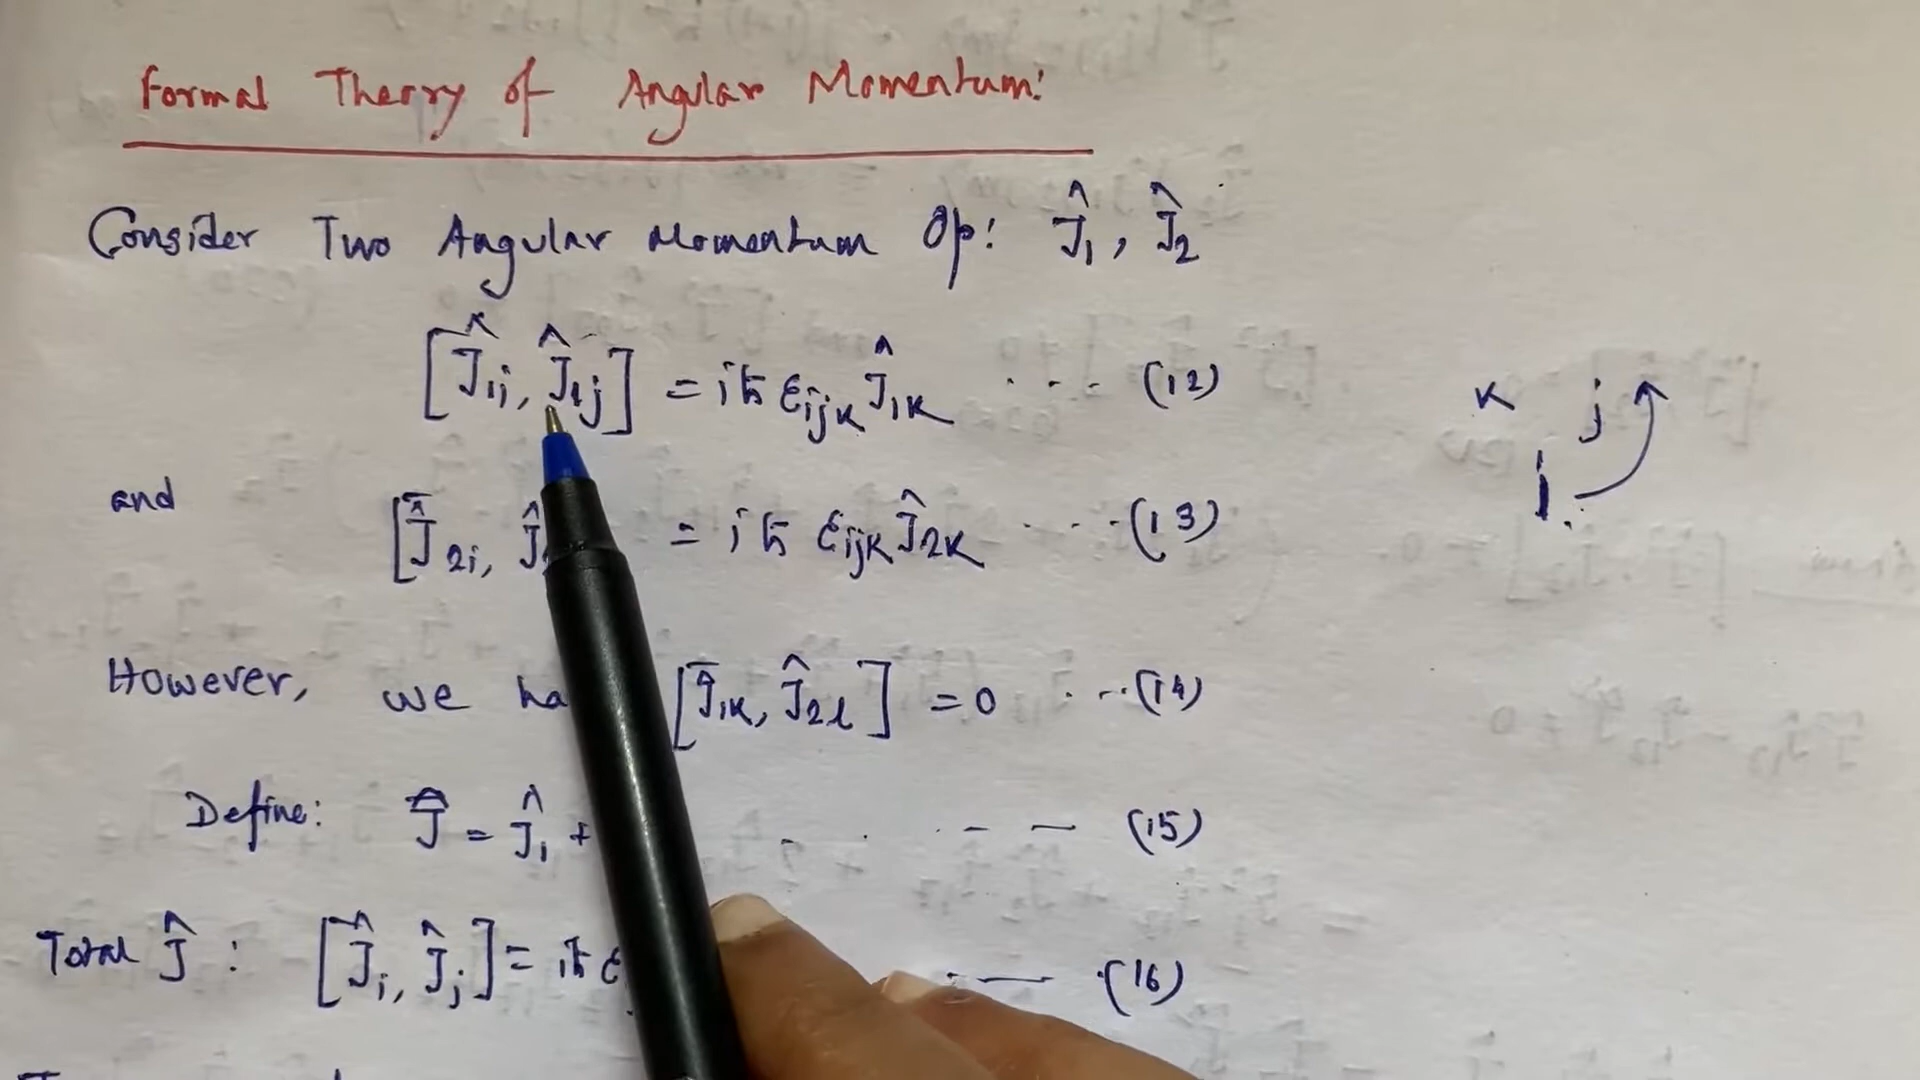 Formal Theory of Angular Momentum:
Consider Two Angular Momentum Op: Ĵ₁, Ĵ₂
[Ĵ₁ᵢ, Ĵ₁ⱼ] = iħ εᵢⱼₖ Ĵ₁ₖ ... (12)
k j
i
and [Ĵ₂ᵢ, Ĵ = iħ εᵢⱼₖ Ĵ₂ₖ ... (13)
However, we ha [Ĵ₁ₖ, Ĵ₂ₗ] = 0 ... (14)
Define: Ĵ = Ĵ₁ + ... (15)
Total Ĵ : [Ĵᵢ, Ĵⱼ] = iħ ε ... (16)